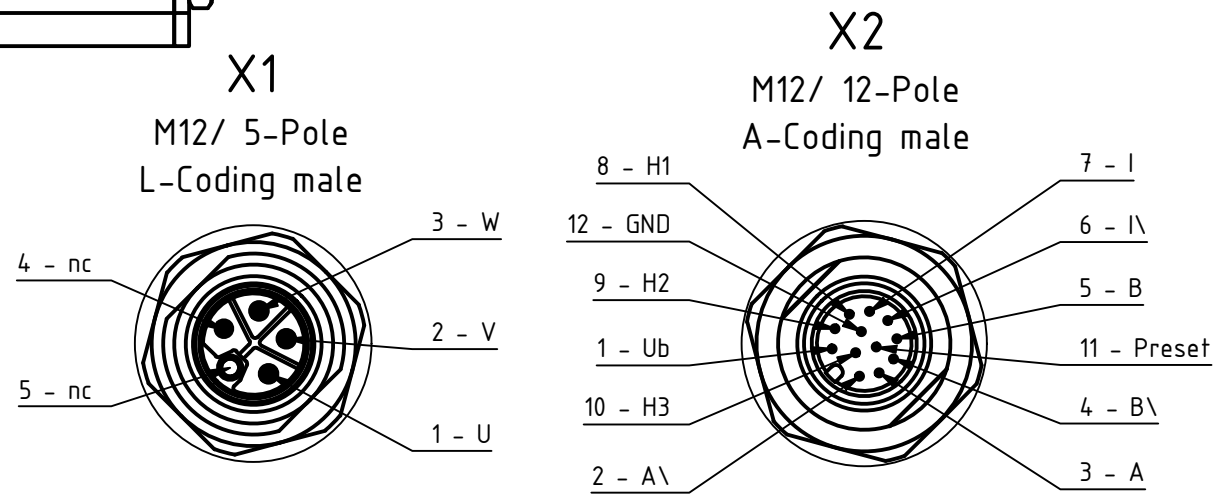 X1
M12/ 5-Pole
L-Coding male
3 - W
4 - nc
2 - V
5 - nc
1 - U
X2
M12/ 12-Pole
A-Coding male
8 - H1
7 - I
12 - GND
6 - I\
9 - H2
5 - B
1 - Ub
11 - Preset
10 - H3
4 - B\
2 - A\
3 - A